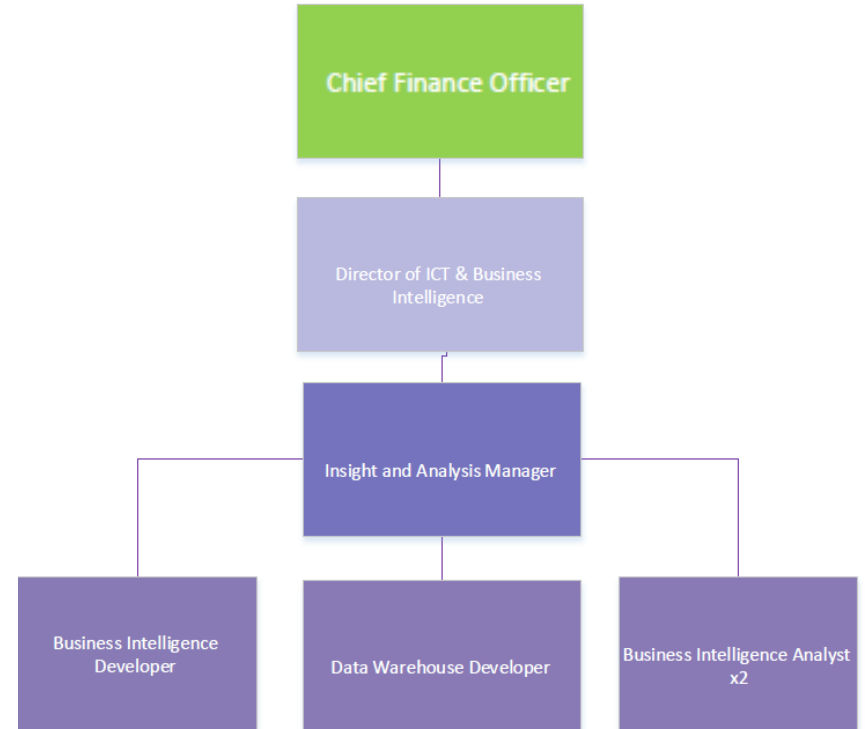 Chief Finance Officer
Director of ICT & Business
Intelligence
Insight and Analysis Manager
Business Intelligence
Developer
Data Warehouse Developer
Business Intelligence Analyst
x2